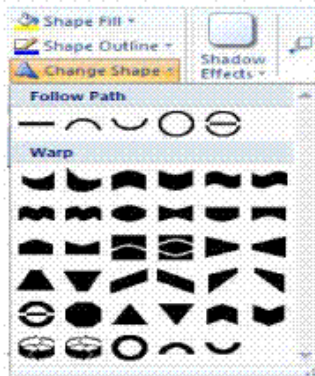 Shape Fill
Shape Outline
Change Shape
Shadow
Effects
Follow Path
Warp